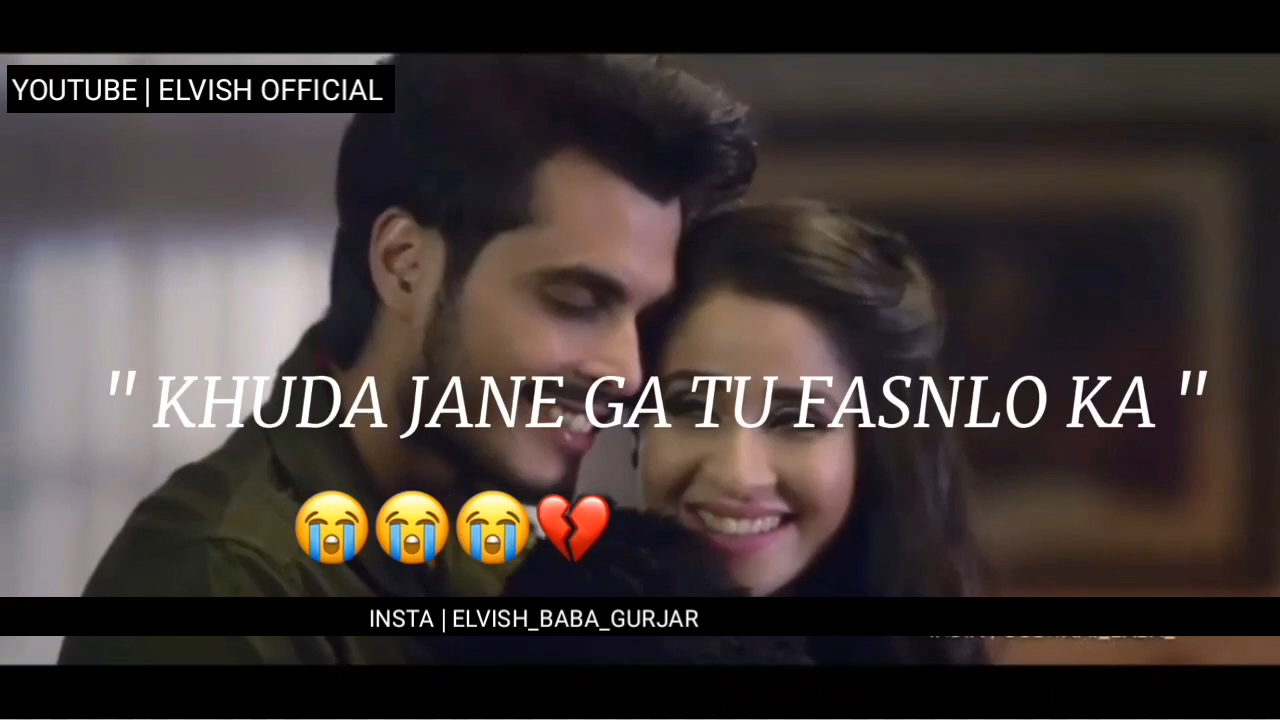 YOUTUBE | ELVISH OFFICIAL
" KHUDA JANE GA TU FASNLO KA "
INSTA | ELVISH_BABA_GURJAR